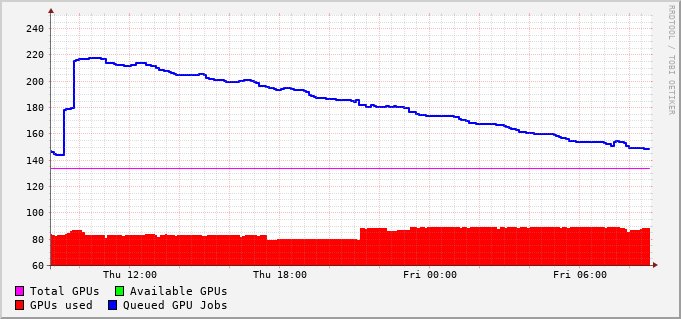 RRDTOOL / TOBI OETIKER
240
220
200
180
160
140
120
100
80
60
Thu 12:00 Thu 18:00 Fri 00:00 Fri 06:00
Total GPUs Available GPUs
GPUs used Queued GPU Jobs